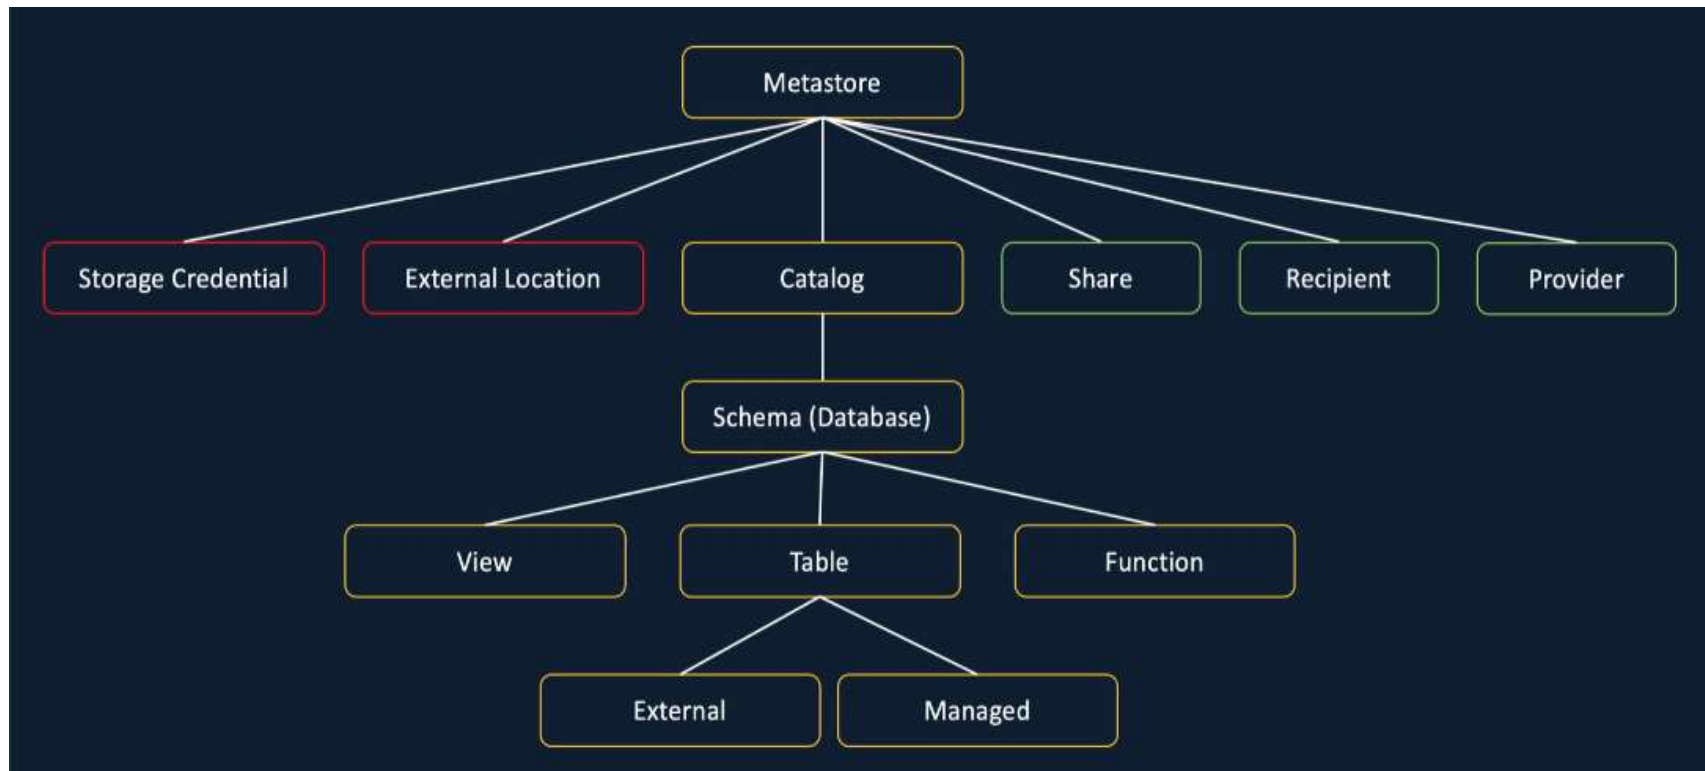 Metastore
Storage Credential
External Location
Catalog
Share
Recipient
Provider
Schema (Database)
View
Table
Function
External
Managed